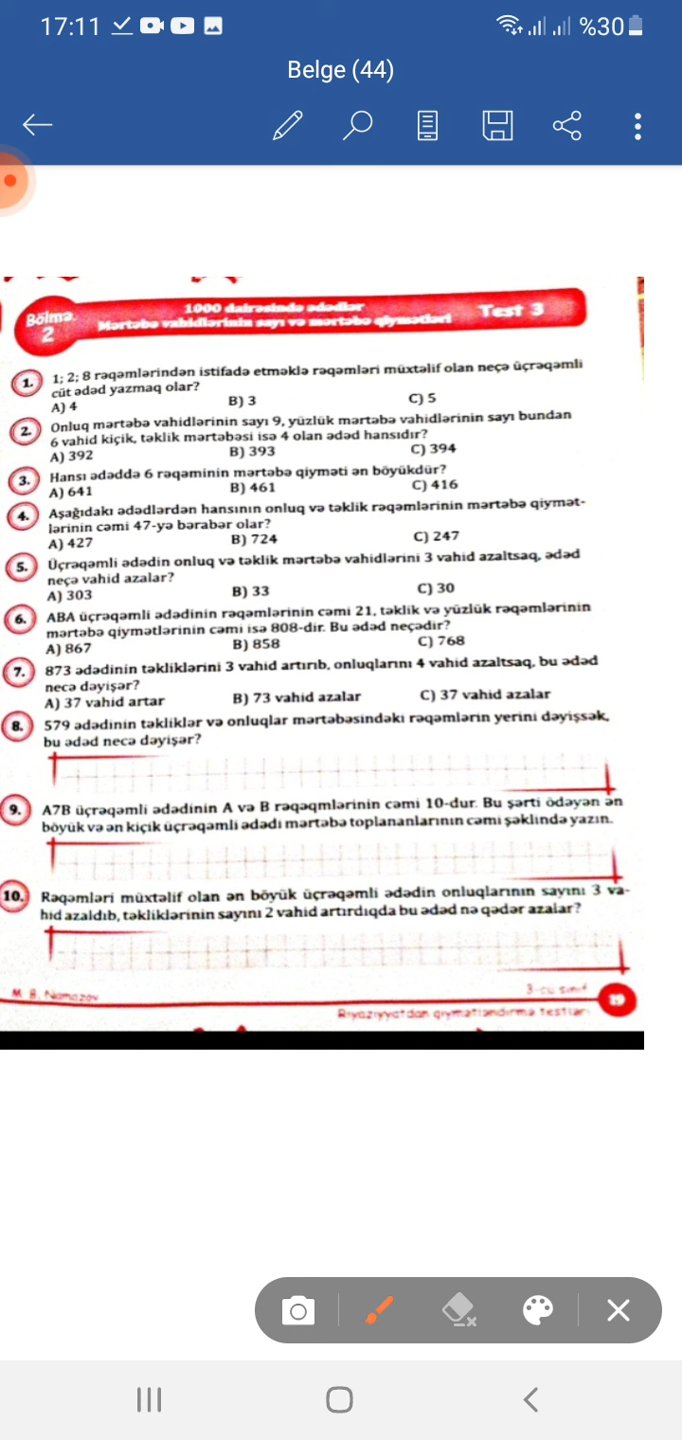 17:11 %30
Belge (44)
Bölmə. 2
1000 dairəsində ədədlər
Mərtəbə vahidlərinin sayı və mərtəbə qiymətləri
Test 3
1. 1; 2; 8 rəqəmlərindən istifadə etməklə rəqəmləri müxtəlif olan neçə üçrəqəmli
cüt ədəd yazmaq olar?
A) 4 B) 3 C) 5
2. Onluq mərtəbə vahidlərinin sayı 9, yüzlük mərtəbə vahidlərinin sayı bundan
6 vahid kiçik, təklik mərtəbəsi isə 4 olan ədəd hansıdır?
A) 392 B) 393 C) 394
3. Hansı ədəddə 6 rəqəminin mərtəbə qiyməti ən böyükdür?
A) 641 B) 461 C) 416
4. Aşağıdakı ədədlərdən hansının onluq və təklik rəqəmlərinin mərtəbə qiymət-
lərinin cəmi 47-yə bərabər olar?
A) 427 B) 724 C) 247
5. Üçrəqəmli ədədin onluq və təklik mərtəbə vahidlərini 3 vahid azaltsaq, ədəd
neçə vahid azalar?
A) 303 B) 33 C) 30
6. ABA üçrəqəmli ədədinin rəqəmlərinin cəmi 21, təklik və yüzlük rəqəmlərinin
mərtəbə qiymətlərinin cəmi isə 808-dir. Bu ədəd neçədir?
A) 867 B) 858 C) 768
7. 873 ədədinin təkliklərini 3 vahid artırıb, onluqlarını 4 vahid azaltsaq, bu ədəd
necə dəyişər?
A) 37 vahid artar B) 73 vahid azalar C) 37 vahid azalar
8. 579 ədədinin təkliklər və onluqlar mərtəbəsindəki rəqəmlərin yerini dəyişsək,
bu ədəd necə dəyişər?
9. A7B üçrəqəmli ədədinin A və B rəqəqmlərinin cəmi 10-dur. Bu şərti ödəyən ən
böyük və ən kiçik üçrəqəmli ədədi mərtəbə toplananlarının cəmi şəklində yazın.
10. Rəqəmləri müxtəlif olan ən böyük üçrəqəmli ədədin onluqlarının sayını 3 va-
hid azaldıb, təkliklərinin sayını 2 vahid artırdıqda bu ədəd nə qədər azalar?
M. B. Namazov
3-cü sinif
Riyaziyyatdan qiymətləndirmə testləri
29